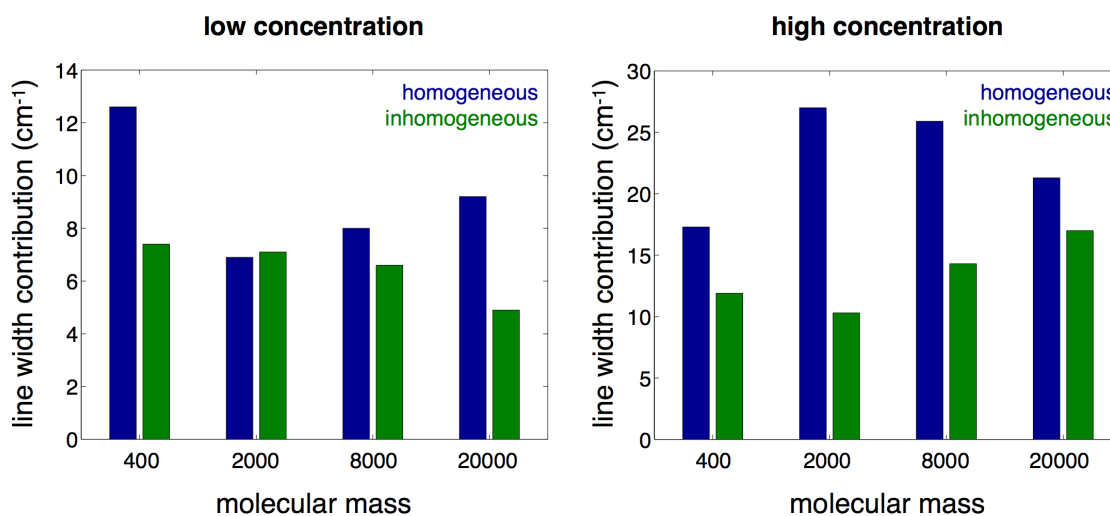 low concentration
14
12
10
8
6
4
2
0
line width contribution (cm-1)
homogeneous
inhomogeneous
400
2000
8000
20000
molecular mass
high concentration
30
25
20
15
10
5
0
line width contribution (cm-1)
homogeneous
inhomogeneous
400
2000
8000
20000
molecular mass